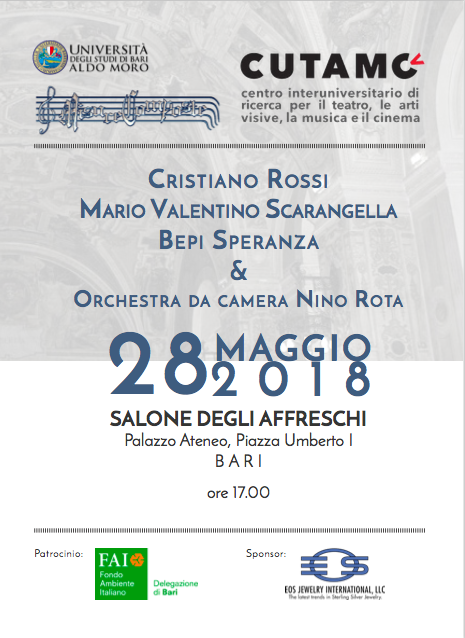 UNIVERSITÀ
DEGLI STUDI DI BARI
ALDO MORO
CUTAMC
centro interuniversitario di
ricerca per il teatro, le arti
visive, la musica e il cinema
CRISTIANO ROSSI
MARIO VALENTINO SCARANGELLA
BEPI SPERANZA
&
ORCHESTRA DA CAMERA NINO ROTA
28 MAGGIO
2018
SALONE DEGLI AFFRESCHI
Palazzo Ateneo, Piazza Umberto I
BARI
ore 17.00
Patrocinio:
FAI
Fondo
Ambiente
Italiano
Delegazione
di Bari
Sponsor:
EOS
EOS JEWELRY INTERNATIONAL, LLC
The latest trends in Sterling Silver Jewelry